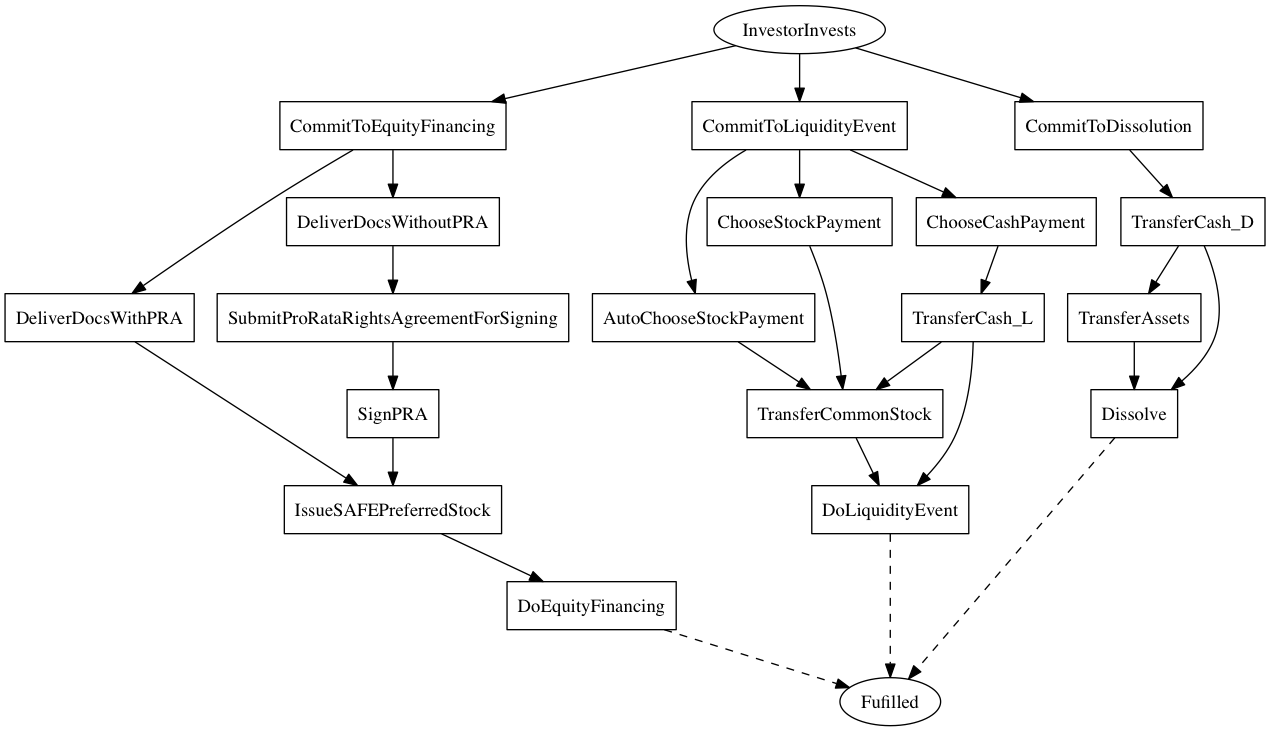 InvestorInvests
CommitToEquityFinancing
CommitToLiquidityEvent
CommitToDissolution
DeliverDocsWithoutPRA
ChooseStockPayment
ChooseCashPayment
TransferCash_D
DeliverDocsWithPRA
SubmitProRataRightsAgreementForSigning
AutoChooseStockPayment
TransferCash_L
TransferAssets
SignPRA
TransferCommonStock
Dissolve
IssueSAFEPreferredStock
DoLiquidityEvent
DoEquityFinancing
Fufilled